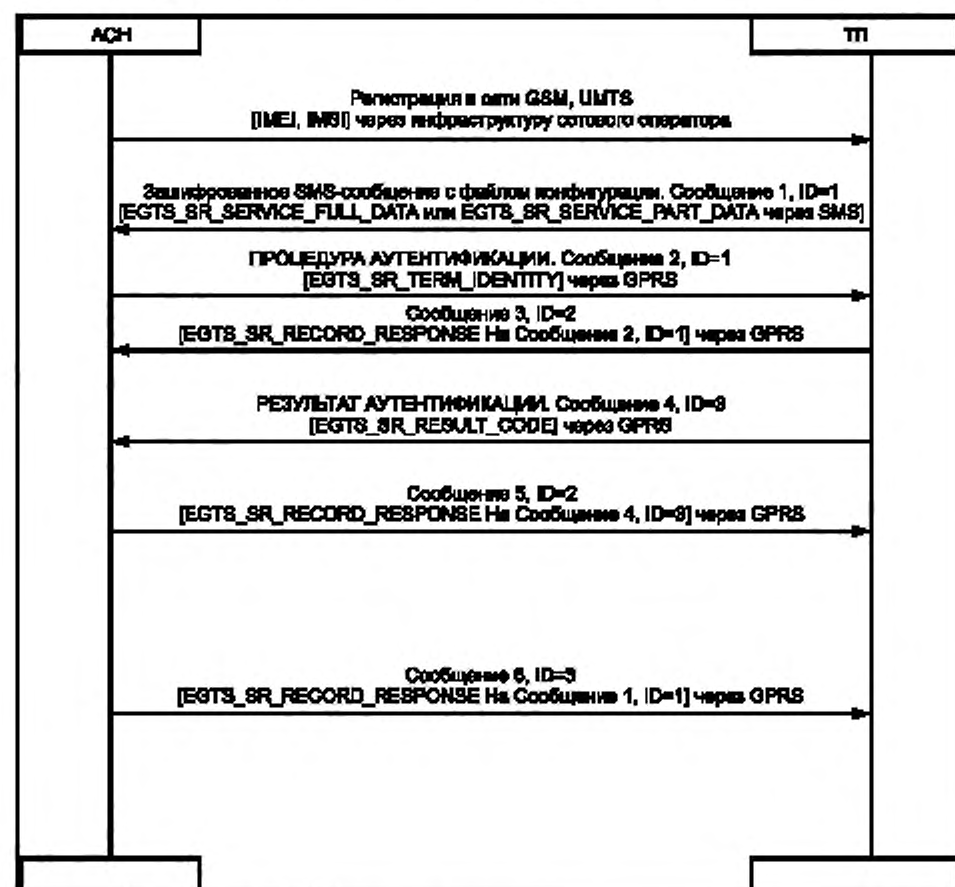 АСН
ТП
Регистрация в сети GSM, UMTS
[IMEI, IMSI] через инфраструктуру сотового оператора
Зашифрованное SMS-сообщение с файлом конфигурации. Сообщение 1, ID=1
[EGTS_SR_SERVICE_FULL_DATA или EGTS_SR_SERVICE_PART_DATA через SMS]
ПРОЦЕДУРА АУТЕНТИФИКАЦИИ. Сообщение 2, ID=1
[EGTS_SR_TERM_IDENTITY] через GPRS
Сообщение 3, ID=2
[EGTS_SR_RECORD_RESPONSE На Сообщение 2, ID=1] через GPRS
РЕЗУЛЬТАТ АУТЕНТИФИКАЦИИ. Сообщение 4, ID=3
[EGTS_SR_RESULT_CODE] через GPRS
Сообщение 5, ID=2
[EGTS_SR_RECORD_RESPONSE На Сообщение 4, ID=3] через GPRS
Сообщение 6, ID=3
[EGTS_SR_RECORD_RESPONSE На Сообщение 1, ID=1] через GPRS